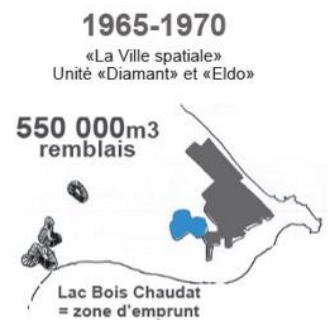 1965-1970
«La Ville spatiale»
Unité «Diamant» et «Eldo»
550 000m3
remblais
Lac Bois Chaudat
= zone d'emprunt